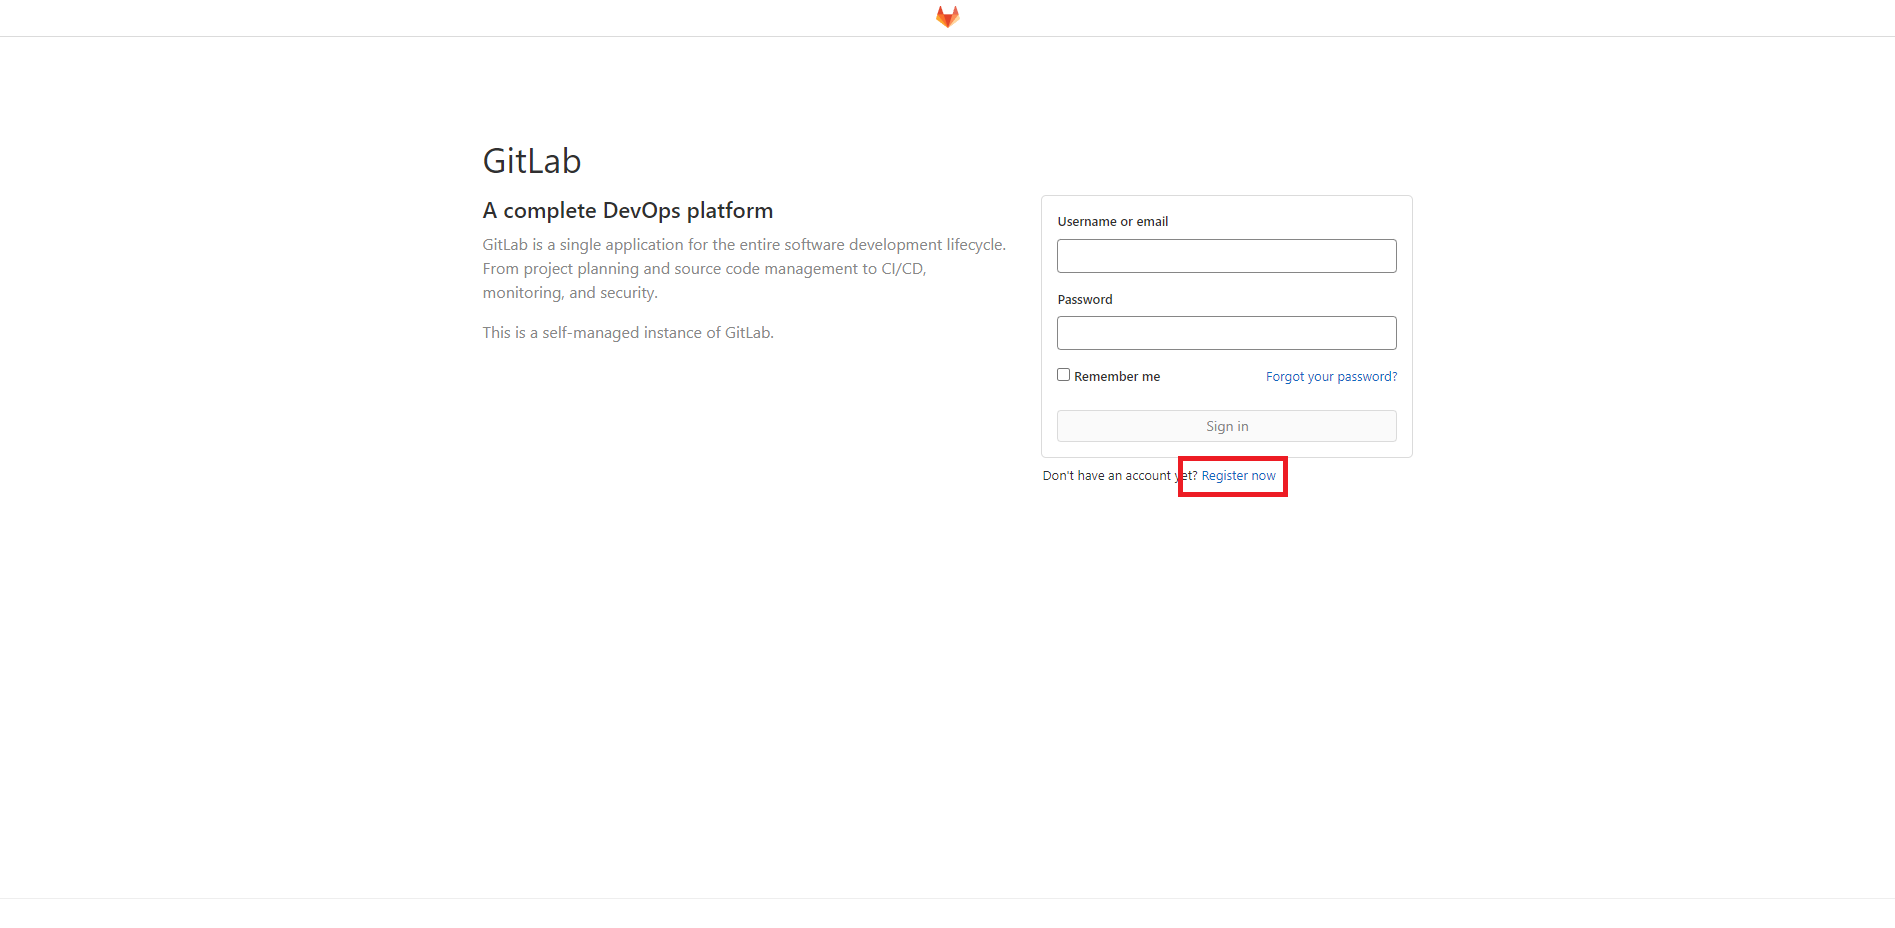 GitLab
A complete DevOps platform
GitLab is a single application for the entire software development lifecycle.
From project planning and source code management to CI/CD,
monitoring, and security.
This is a self-managed instance of GitLab.
Username or email
Password
Remember me
Forgot your password?
Sign in
Don't have an account yet? Register now